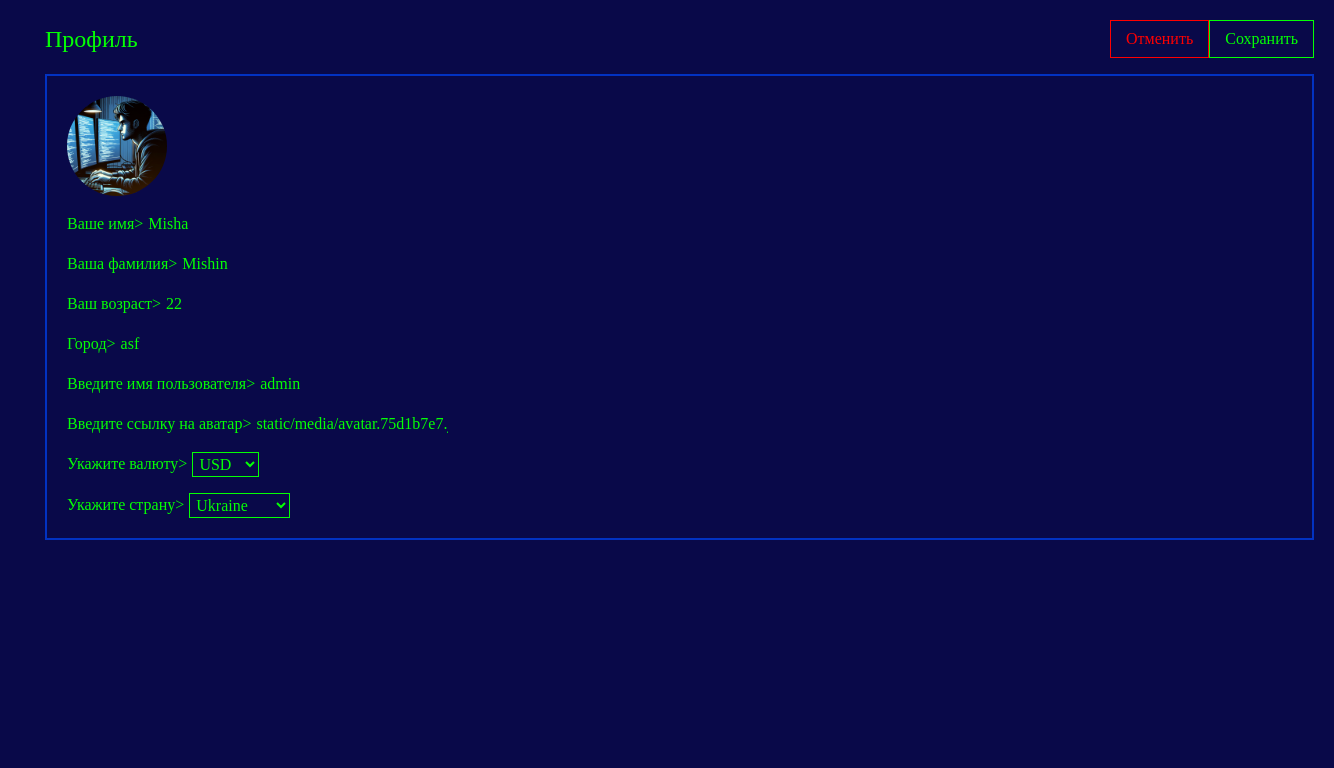 Профиль
Отменить Сохранить
Ваше имя> Misha
Ваша фамилия> Mishin
Ваш возраст> 22
Город> asf
Введите имя пользователя> admin
Введите ссылку на аватар> static/media/avatar.75d1b7e7.
Укажите валюту> USD
Укажите страну> Ukraine